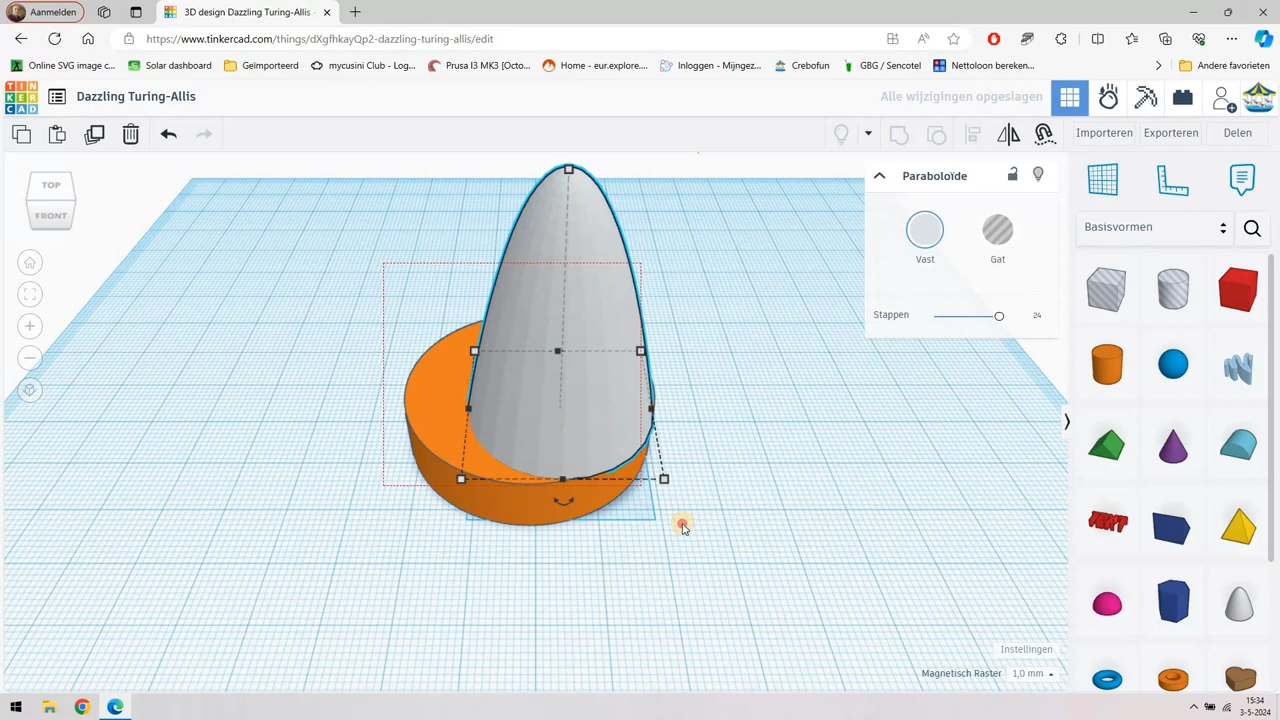 Aanmelden
3D design Dazzling Turing-Allis
https://www.tinkercad.com/things/dXgfhkayQp2-dazzling-turing-allis/edit
Online SVG image c...
Solar dashboard
Geïmporteerd
mycusini Club - Log...
Prusa I3 MK3 [Octo...
Home - eur.explore....
Inloggen - Mijngez...
Crebofun
GBG / Sencotel
Nettoloon bereken...
Andere favorieten
TIN
KER
CAD
Dazzling Turing-Allis
Alle wijzigingen opgeslagen
Importeren
Exporteren
Delen
TOP
FRONT
Paraboloïde
Vast
Gat
Stappen
24
Basisvormen
TEXT
Instellingen
Magnetisch Raster
1,0 mm
15:34
3-5-2024